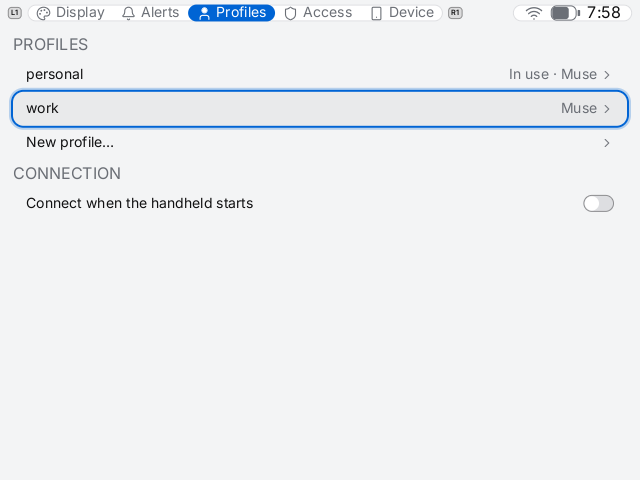 L1 Display Alerts Profiles Access Device R1 7:58
PROFILES
personal In use · Muse
work Muse
New profile...
CONNECTION
Connect when the handheld starts